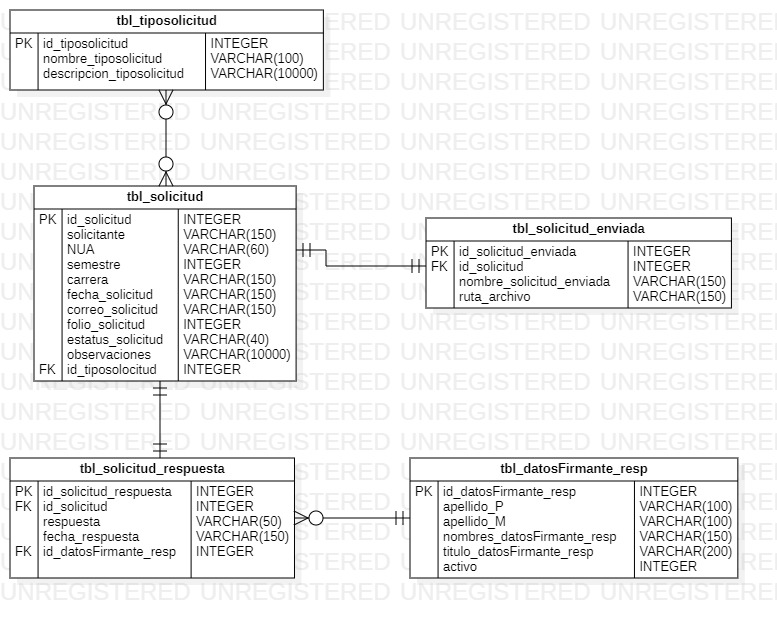 tbl_tiposolicitud
PK id_tiposolicitud INTEGER
nombre_tiposolicitud VARCHAR(100)
descripcion_tiposolicitud VARCHAR(10000)
tbl_solicitud
PK id_solicitud INTEGER
solicitante VARCHAR(150)
NUA VARCHAR(60)
semestre INTEGER
carrera VARCHAR(150)
fecha_solicitud VARCHAR(150)
correo_solicitud VARCHAR(150)
folio_solicitud INTEGER
estatus_solicitud VARCHAR(40)
observaciones VARCHAR(10000)
FK id_tiposolocitud INTEGER
tbl_solicitud_enviada
PK id_solicitud_enviada INTEGER
FK id_solicitud INTEGER
nombre_solicitud_enviada VARCHAR(150)
ruta_archivo VARCHAR(150)
tbl_solicitud_respuesta
PK id_solicitud_respuesta INTEGER
FK id_solicitud INTEGER
respuesta VARCHAR(50)
fecha_respuesta VARCHAR(150)
FK id_datosFirmante_resp INTEGER
tbl_datosFirmante_resp
PK id_datosFirmante_resp INTEGER
apellido_P VARCHAR(100)
apellido_M VARCHAR(100)
nombres_datosFirmante_resp VARCHAR(150)
titulo_datosFirmante_resp VARCHAR(200)
activo INTEGER
UNREGISTERED UNREGISTERED UNREGISTERED UNREGISTERED